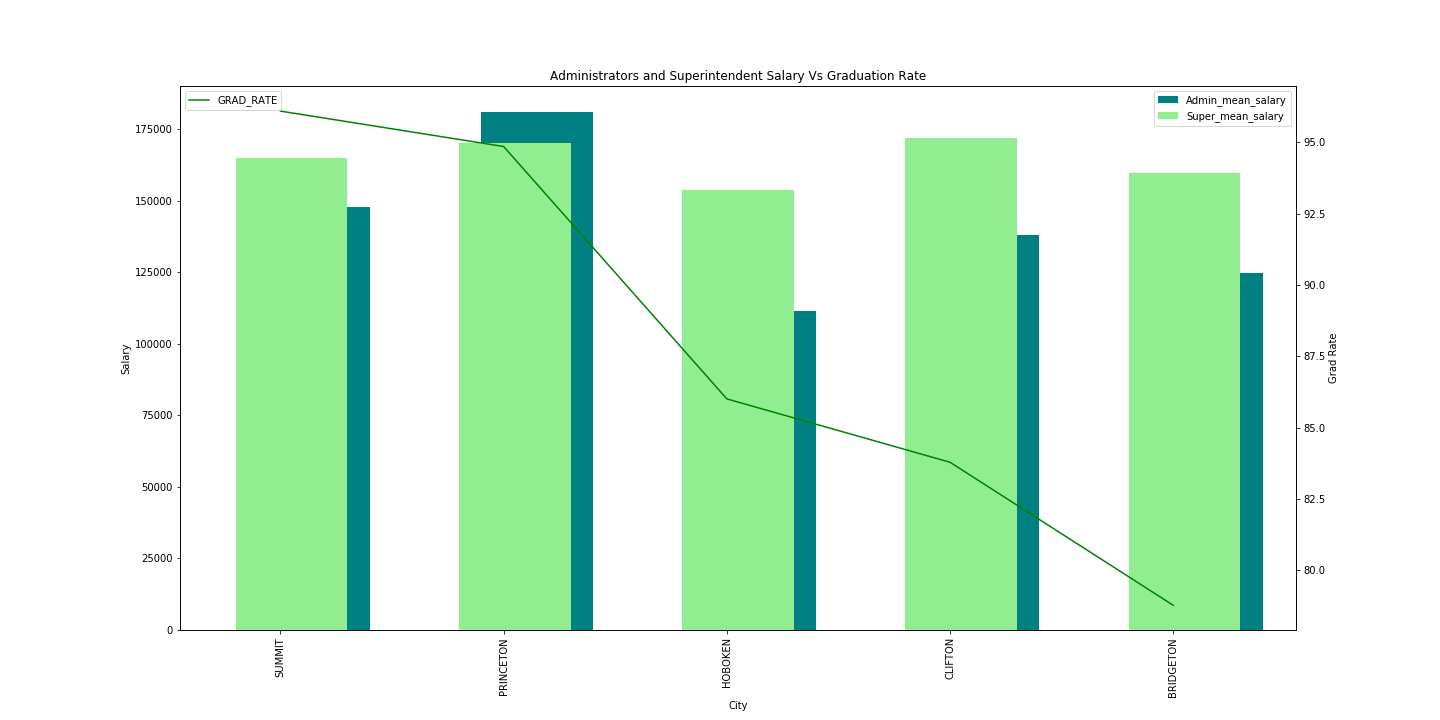 Administrators and Superintendent Salary Vs Graduation Rate
GRAD_RATE
Admin_mean_salary
Super_mean_salary
175000
150000
125000
100000
75000
50000
25000
0
Salary
95.0
92.5
90.0
87.5
85.0
82.5
80.0
Grad Rate
SUMMIT
PRINCETON
HOBOKEN
CLIFTON
BRIDGETON
City